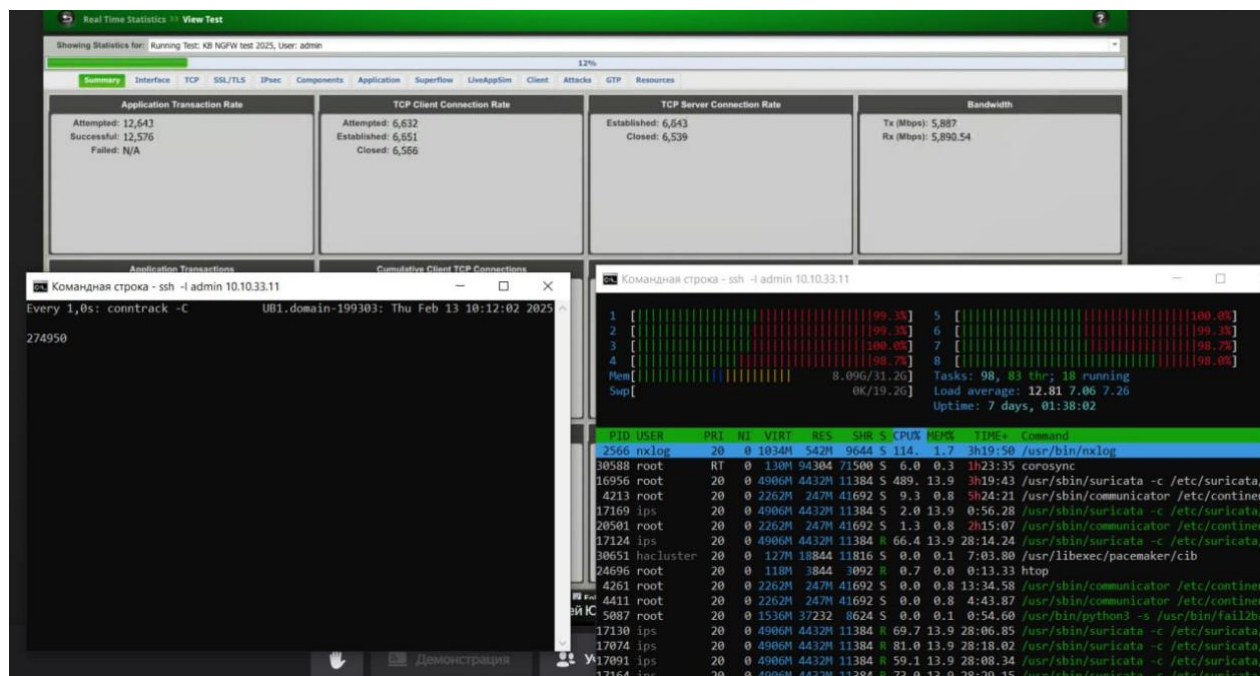 Real Time Statistics >> View Test
?
Showing Statistics for: Running Test: KB NGFW test 2025, User: admin
12%
Summary Interface TCP SSL/TLS IPsec Components Application Superflow LiveAppSim Client Attacks GTP Resources
Application Transaction Rate
Attempted: 12,643
Successful: 12,576
Failed: N/A
TCP Client Connection Rate
Attempted: 6,632
Established: 6,651
Closed: 6,566
TCP Server Connection Rate
Established: 6,643
Closed: 6,539
Bandwidth
Tx (Mbps): 5,887
Rx (Mbps): 5,890.54
Application Transactions
Cumulative Client TCP Connections
Командная строка - ssh -l admin 10.10.33.11
Every 1,0s: conntrack -C UB1.domain-199303: Thu Feb 13 10:12:02 2025
274950
Командная строка - ssh -l admin 10.10.33.11
1 [99.3%] 5 [100.0%]
2 [99.3%] 6 [99.3%]
3 [100.0%] 7 [98.7%]
4 [98.7%] 8 [98.0%]
Mem[8.09G/31.2G] Tasks: 98, 83 thr; 18 running
Swp[0K/19.2G] Load average: 12.81 7.06 7.26
Uptime: 7 days, 01:38:02
PID USER PRI NI VIRT RES SHR S CPU% MEM% TIME+ Command
2566 nxlog 20 0 1034M 542M 9644 S 114. 1.7 3h19:50 /usr/bin/nxlog
30588 root RT 0 130M 94304 71500 S 6.0 0.3 1h23:35 corosync
16956 root 20 0 4906M 4432M 11384 S 489. 13.9 3h19:43 /usr/sbin/suricata -c /etc/suricata/
4213 root 20 0 2262M 247M 41692 S 9.3 0.8 5h24:21 /usr/sbin/communicator /etc/continen
17169 ips 20 0 4906M 4432M 11384 S 2.0 13.9 0:56.28 /usr/sbin/suricata -c /etc/suricata/
20501 root 20 0 2262M 247M 41692 S 1.3 0.8 2h15:07 /usr/sbin/communicator /etc/continen
17124 ips 20 0 4906M 4432M 11384 R 66.4 13.9 28:14.24 /usr/sbin/suricata -c /etc/suricata/
30651 hacluster 20 0 127M 18844 11816 S 0.0 0.1 7:03.80 /usr/libexec/pacemaker/cib
24696 root 20 0 118M 3844 3092 R 0.7 0.0 0:13.33 htop
4261 root 20 0 2262M 247M 41692 S 0.0 0.8 13:34.58 /usr/sbin/communicator /etc/continen
4411 root 20 0 2262M 247M 41692 S 0.0 0.8 4:43.87 /usr/sbin/communicator /etc/continen
5087 root 20 0 1536M 37232 8624 S 0.0 0.1 0:54.60 /usr/bin/python3 -s /usr/bin/fail2ba
17130 ips 20 0 4906M 4432M 11384 R 69.7 13.9 28:06.85 /usr/sbin/suricata -c /etc/suricata
17074 ips 20 0 4906M 4432M 11384 R 81.0 13.9 28:18.02 /usr/sbin/suricata -c /etc/suricata
17091 ips 20 0 4906M 4432M 11384 R 59.1 13.9 28:08.34 /usr/sbin/suricata -c /etc/suricata
17164 ips 20 0 4906M 4432M 11384 R 73.0 13.9 28:29.15 /usr/sbin/suricata -c /etc/suricata
Демонстрация